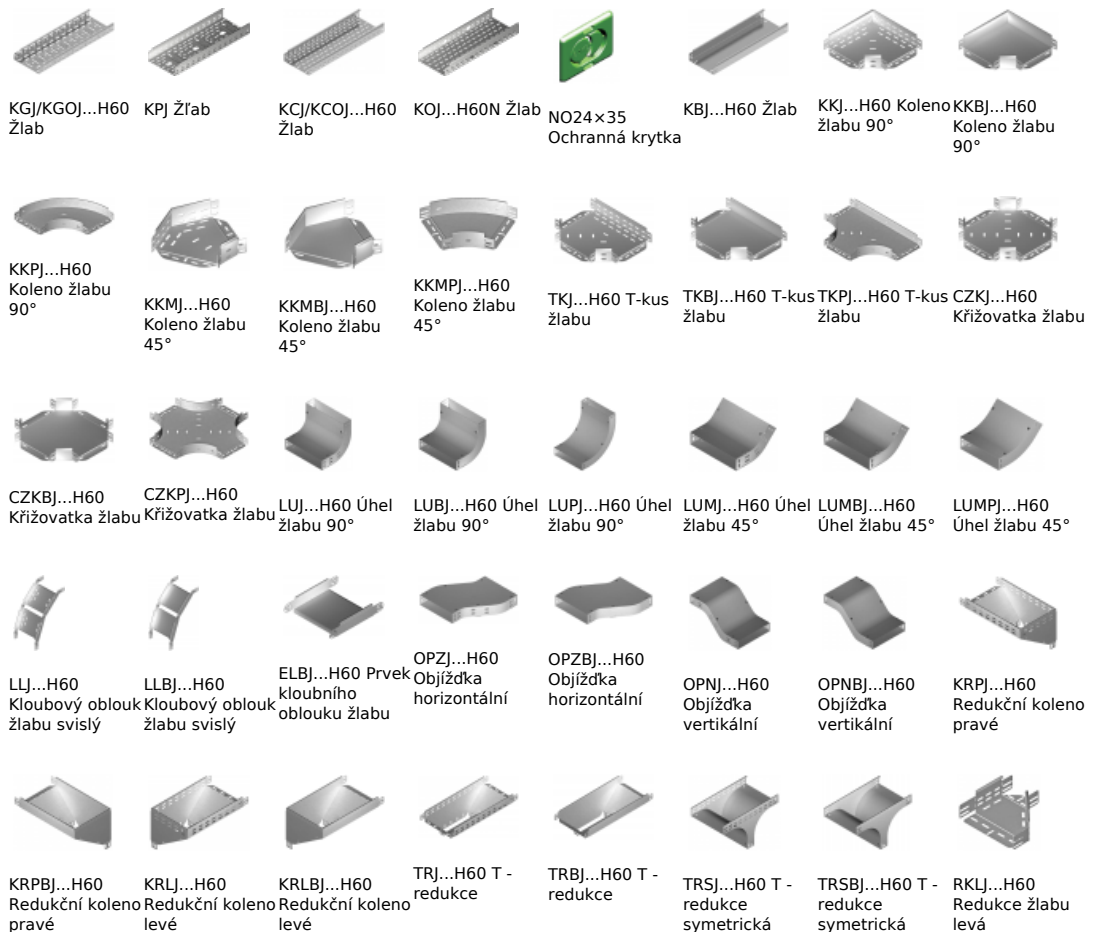 KGJ/KGOJ...H60
Žlab
KPJ Žľab
KCJ/KCOJ...H60
Žlab
KOJ...H60N Žlab
NO24×35
Ochranná krytka
KBJ...H60 Žlab
KKJ...H60 Koleno
žlabu 90°
KKBJ...H60
Koleno žlabu
90°
KKPJ...H60
Koleno žlabu
90°
KKMJ...H60
Koleno žlabu
45°
KKMBJ...H60
Koleno žlabu
45°
KKMPJ...H60
Koleno žlabu
45°
TKJ...H60 T-kus
žlabu
TKBJ...H60 T-kus
žlabu
TKPJ...H60 T-kus
žlabu
CZKJ...H60
Křižovatka žlabu
CZKBJ...H60
Křižovatka žlabu
CZKPJ...H60
Křižovatka žlabu
LUJ...H60 Úhel
žlabu 90°
LUBJ...H60 Úhel
žlabu 90°
LUPJ...H60 Úhel
žlabu 90°
LUMJ...H60 Úhel
žlabu 45°
LUMBJ...H60
Úhel žlabu 45°
LUMPJ...H60
Úhel žlabu 45°
LLJ...H60
Kloubový oblouk
žlabu svislý
LLBJ...H60
Kloubový oblouk
žlabu svislý
ELBJ...H60 Prvek
kloubního
oblouku žlabu
OPZJ...H60
Objížďka
horizontální
OPZBJ...H60
Objížďka
horizontální
OPNJ...H60
Objížďka
vertikální
OPNBJ...H60
Objížďka
vertikální
KRPJ...H60
Redukční koleno
pravé
KRPBJ...H60
Redukční koleno
pravé
KRLJ...H60
Redukční koleno
levé
KRLBJ...H60
Redukční koleno
levé
TRJ...H60 T -
redukce
TRBJ...H60 T -
redukce
TRSJ...H60 T -
redukce
symetrická
TRSBJ...H60 T -
redukce
symetrická
RKLJ...H60
Redukce žlabu
levá